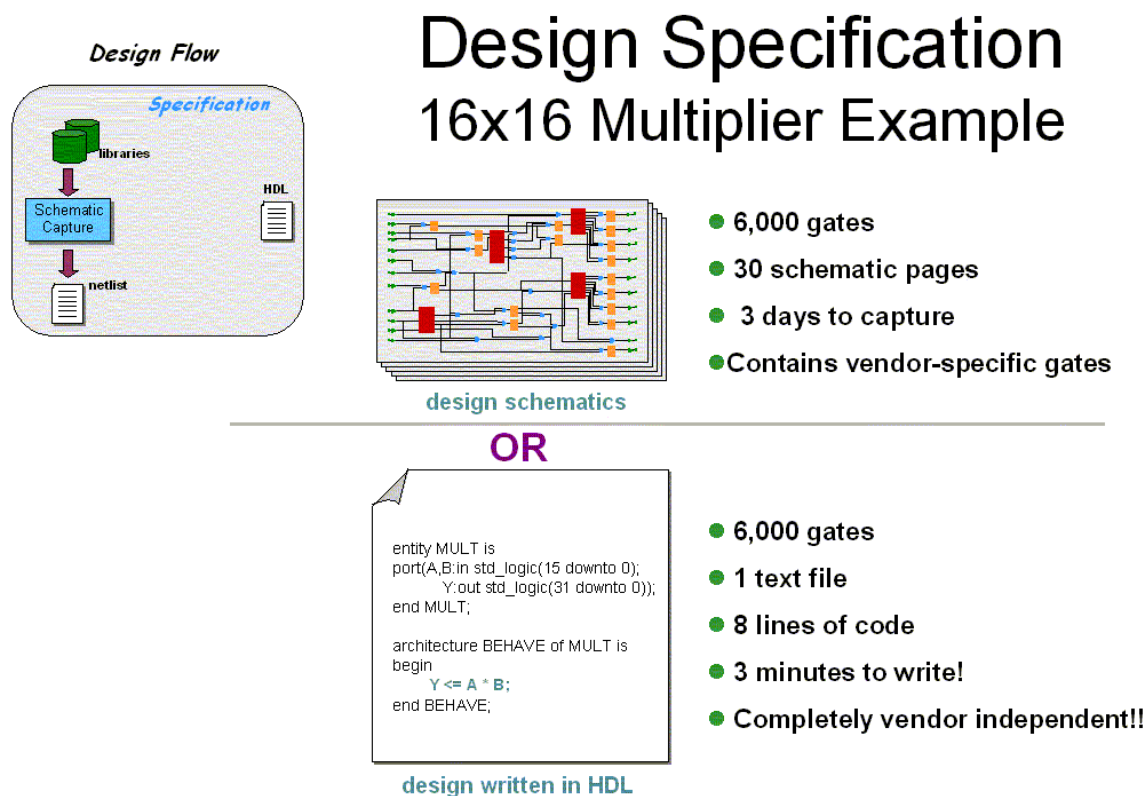 Design Flow
Specification
libraries
Schematic
Capture
HDL
netlist
Design Specification
16x16 Multiplier Example
6,000 gates
30 schematic pages
3 days to capture
Contains vendor-specific gates
design schematics
OR
entity MULT is
port(A,B:in std_logic(15 downto 0);
Y:out std_logic(31 downto 0));
end MULT;
architecture BEHAVE of MULT is
begin
Y <= A * B;
end BEHAVE;
design written in HDL
6,000 gates
1 text file
8 lines of code
3 minutes to write!
Completely vendor independent!!